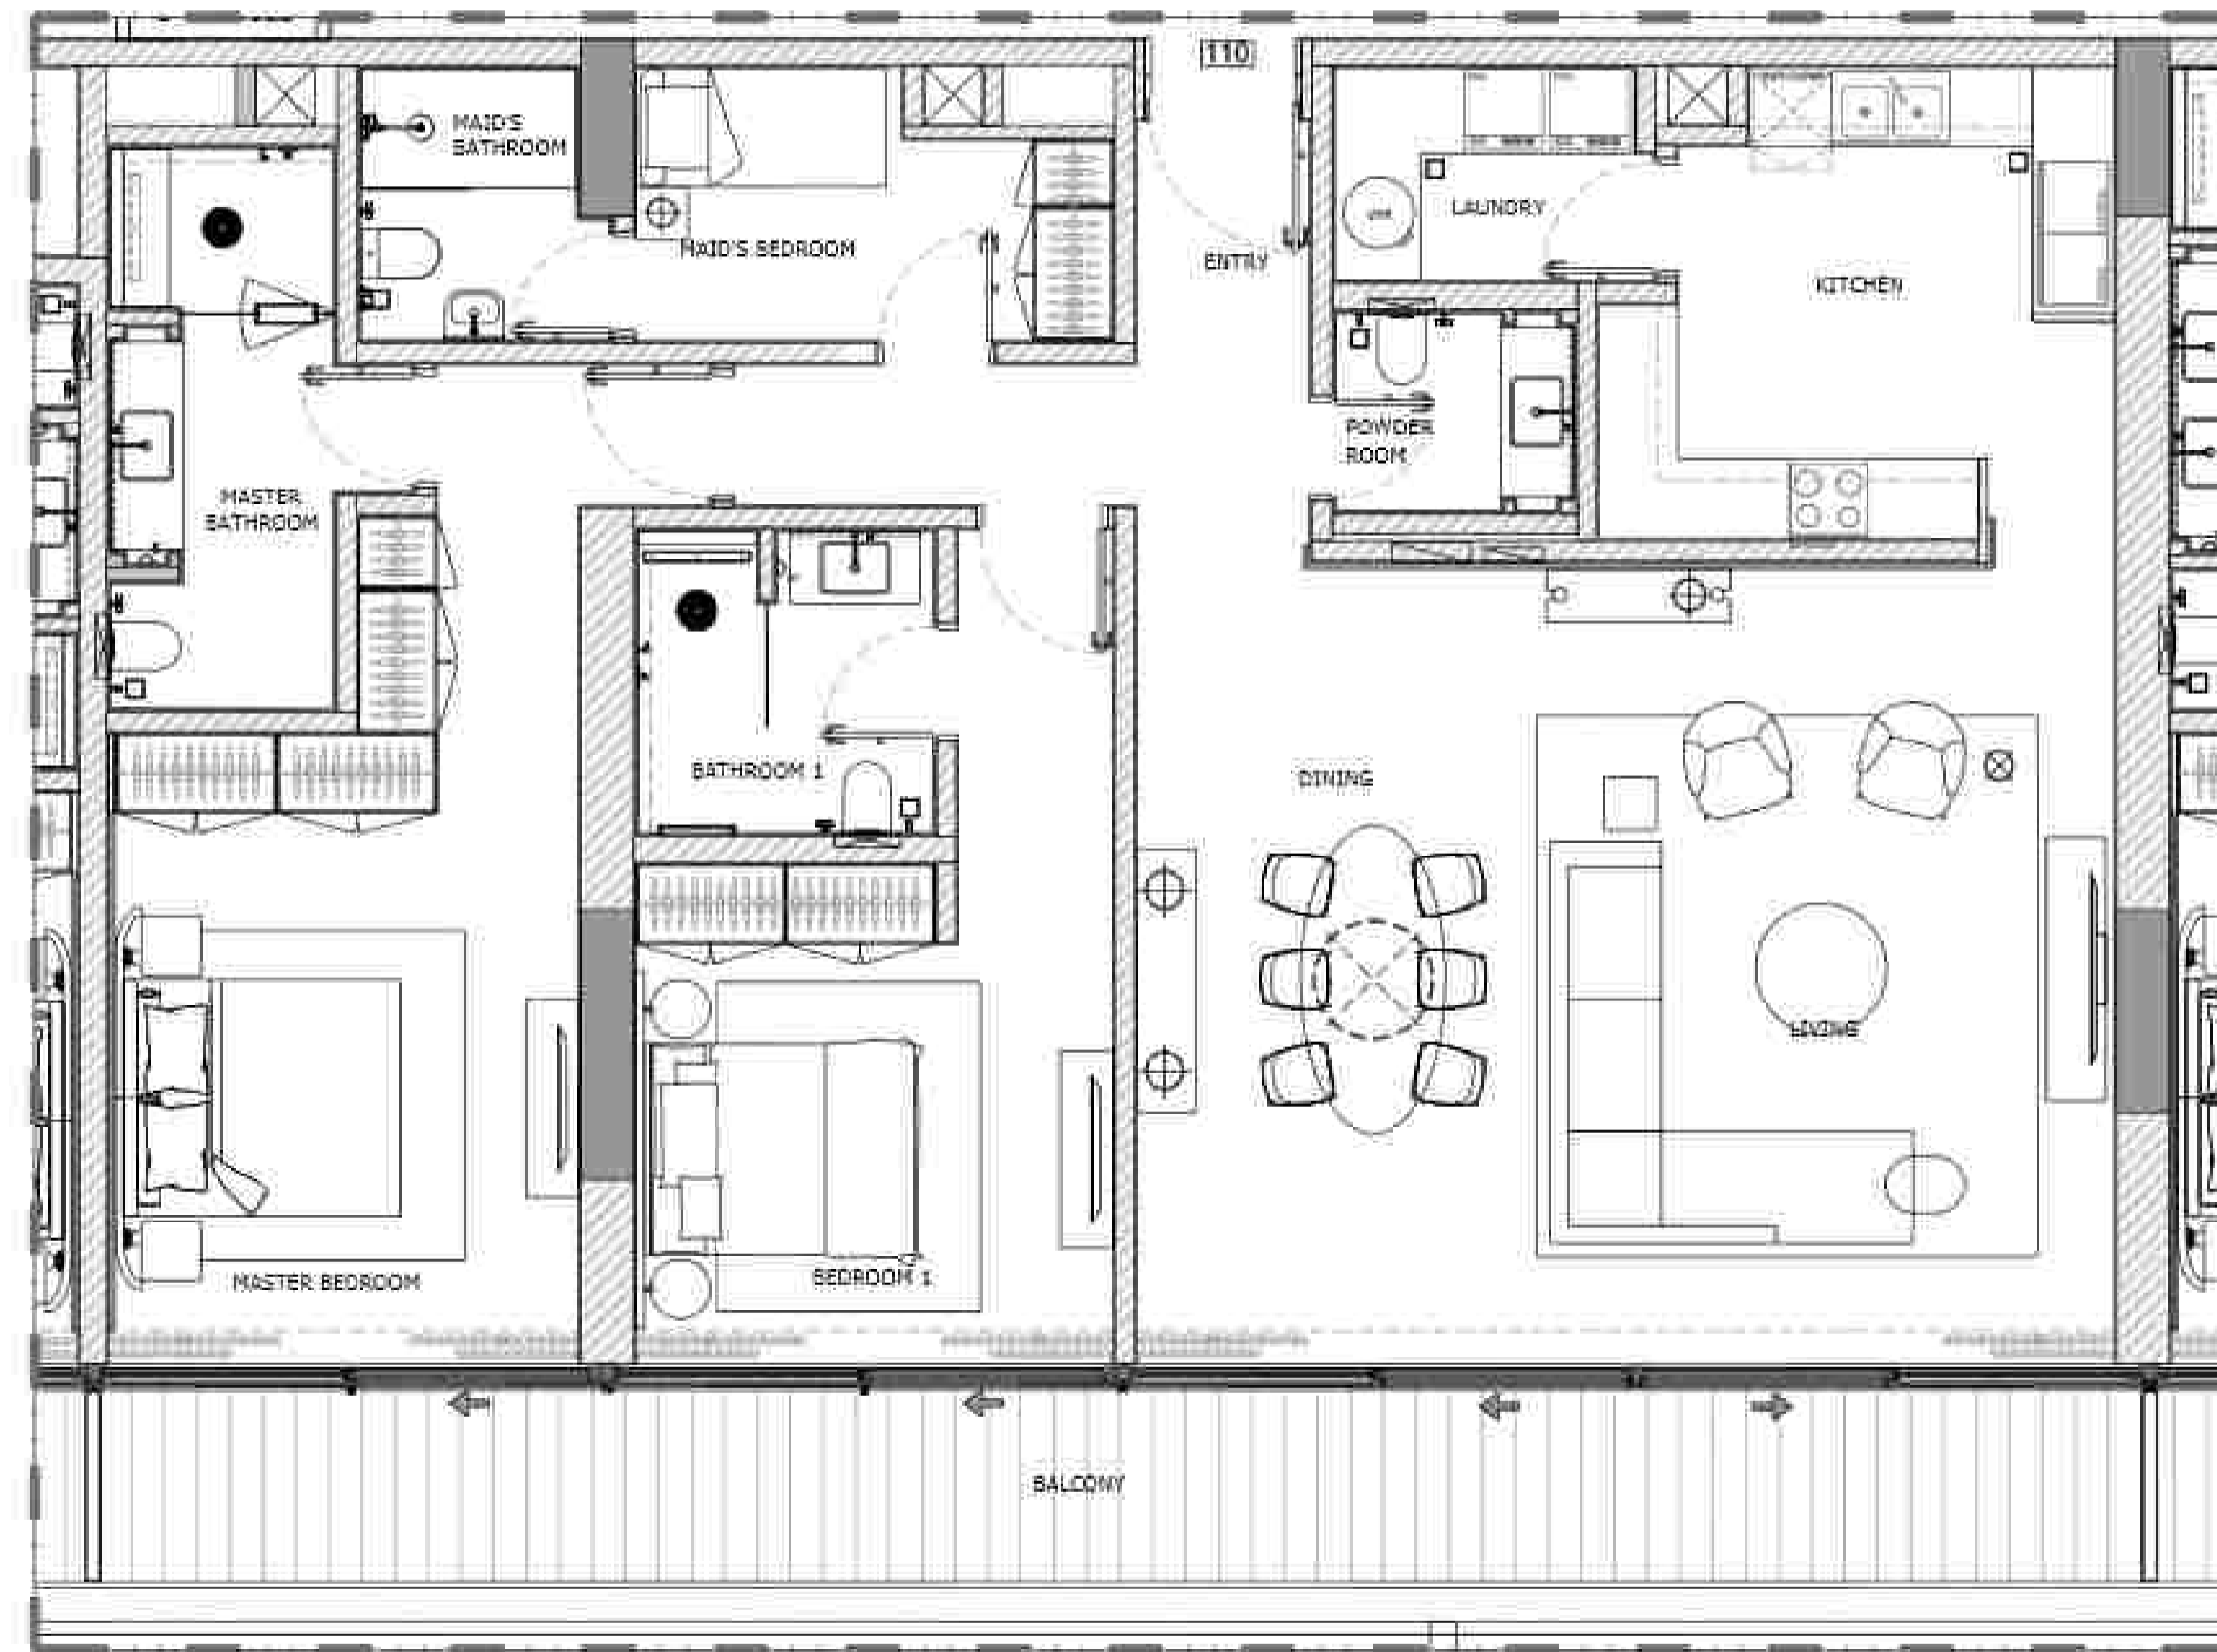 110
MAID'S
BATHROOM
MAID'S BEDROOM
ENTRY
LAUNDRY
KITCHEN
POWDER
ROOM
MASTER
BATHROOM
BATHROOM 1
DINING
LIVING
MASTER BEDROOM
BEDROOM 1
BALCONY